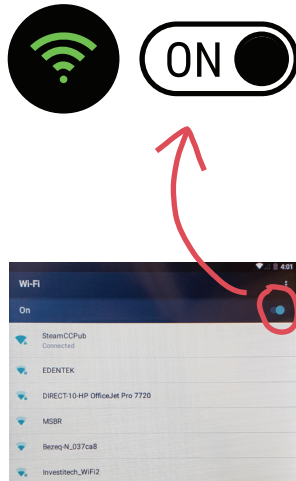 ON
4:01
Wi-Fi
On
SteamCCPub
Connected
EDENTEK
DIRECT-10-HP OfficeJet Pro 7720
MSBR
Bezeq-N_037ca8
Investitech_WiFi2